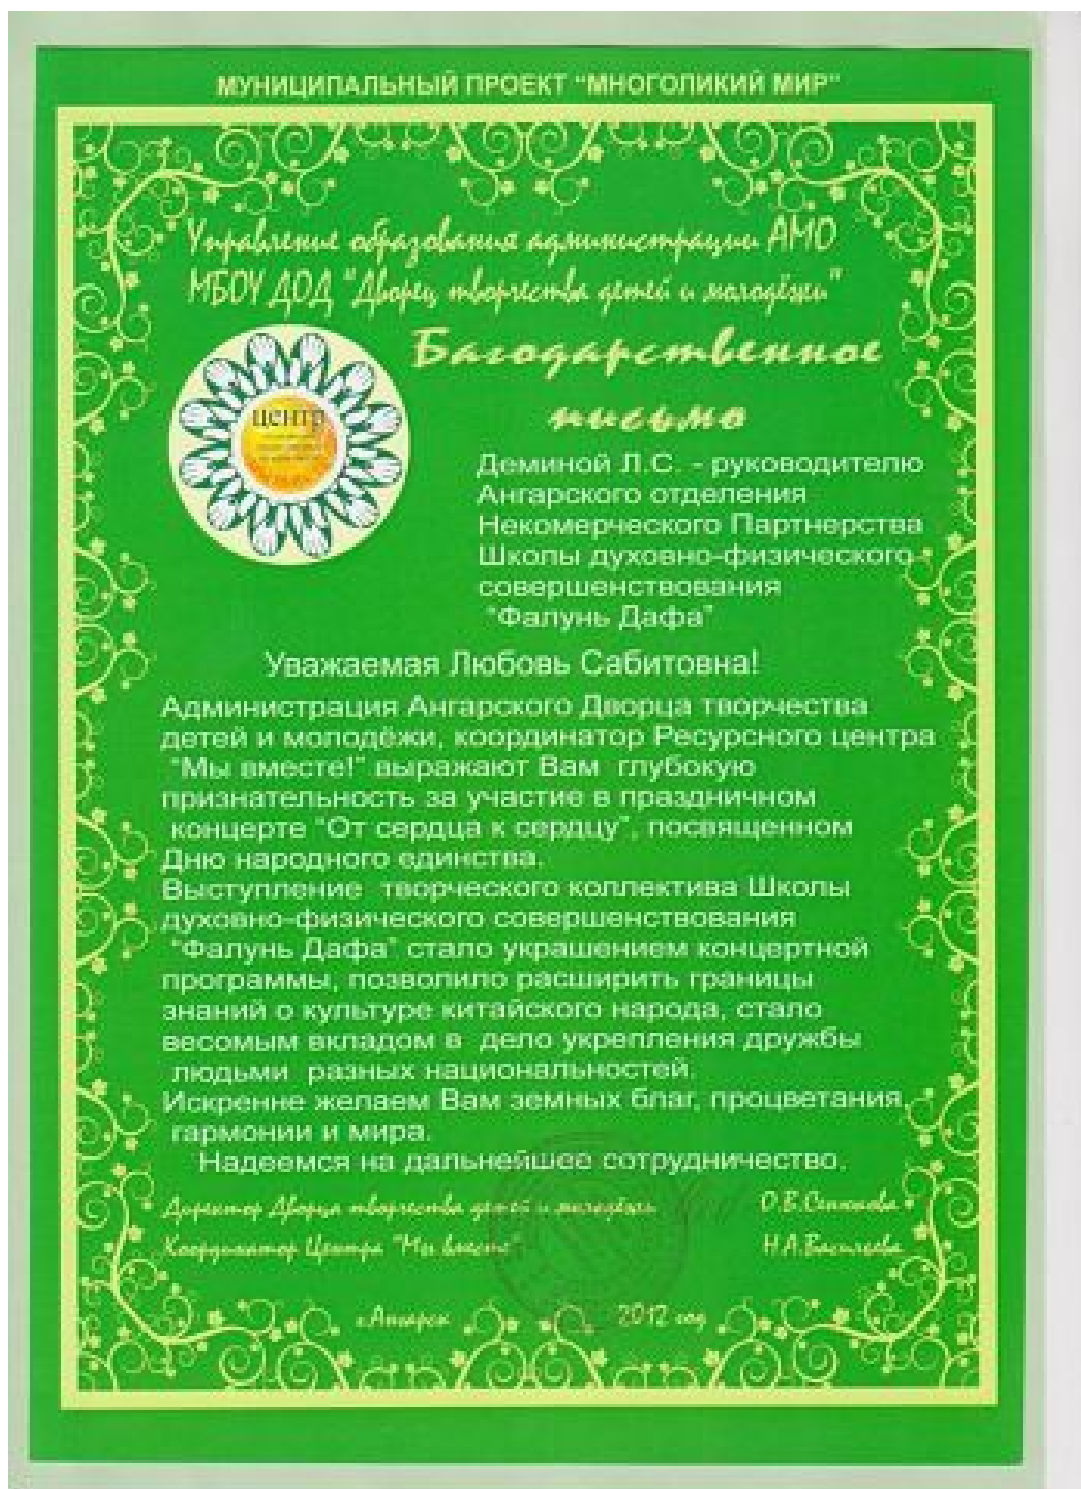 МУНИЦИПАЛЬНЫЙ ПРОЕКТ "МНОГОЛИКИЙ МИР"
Управление образования администрации АМО
МБОУ ДОД "Дворец творчества детей и молодёжи"
Багодарственное
письмо
центр
Деминой Л.С. - руководителю
Ангарского отделения
Некомерческого Партнерства
Школы духовно-физического
совершенствования
"Фалунь Дафа"
Уважаемая Любовь Сабитовна!
Администрация Ангарского Дворца творчества
детей и молодёжи, координатор Ресурсного центра
"Мы вместе!" выражают Вам глубокую
признательность за участие в праздничном
концерте "От сердца к сердцу", посвященном
Дню народного единства.
Выступление творческого коллектива Школы
духовно-физического совершенствования
"Фалунь Дафа" стало украшением концертной
программы, позволило расширить границы
знаний о культуре китайского народа, стало
весомым вкладом в дело укрепления дружбы
людьми разных национальностей.
Искренне желаем Вам земных благ, процветания,
гармонии и мира.
Надеемся на дальнейшее сотрудничество.
Директор Дворца творчества детей и молодёжи О.В.
Координатор Центра "Мы вместе" Н.А.Васильева
г.Ангарск 2012 год